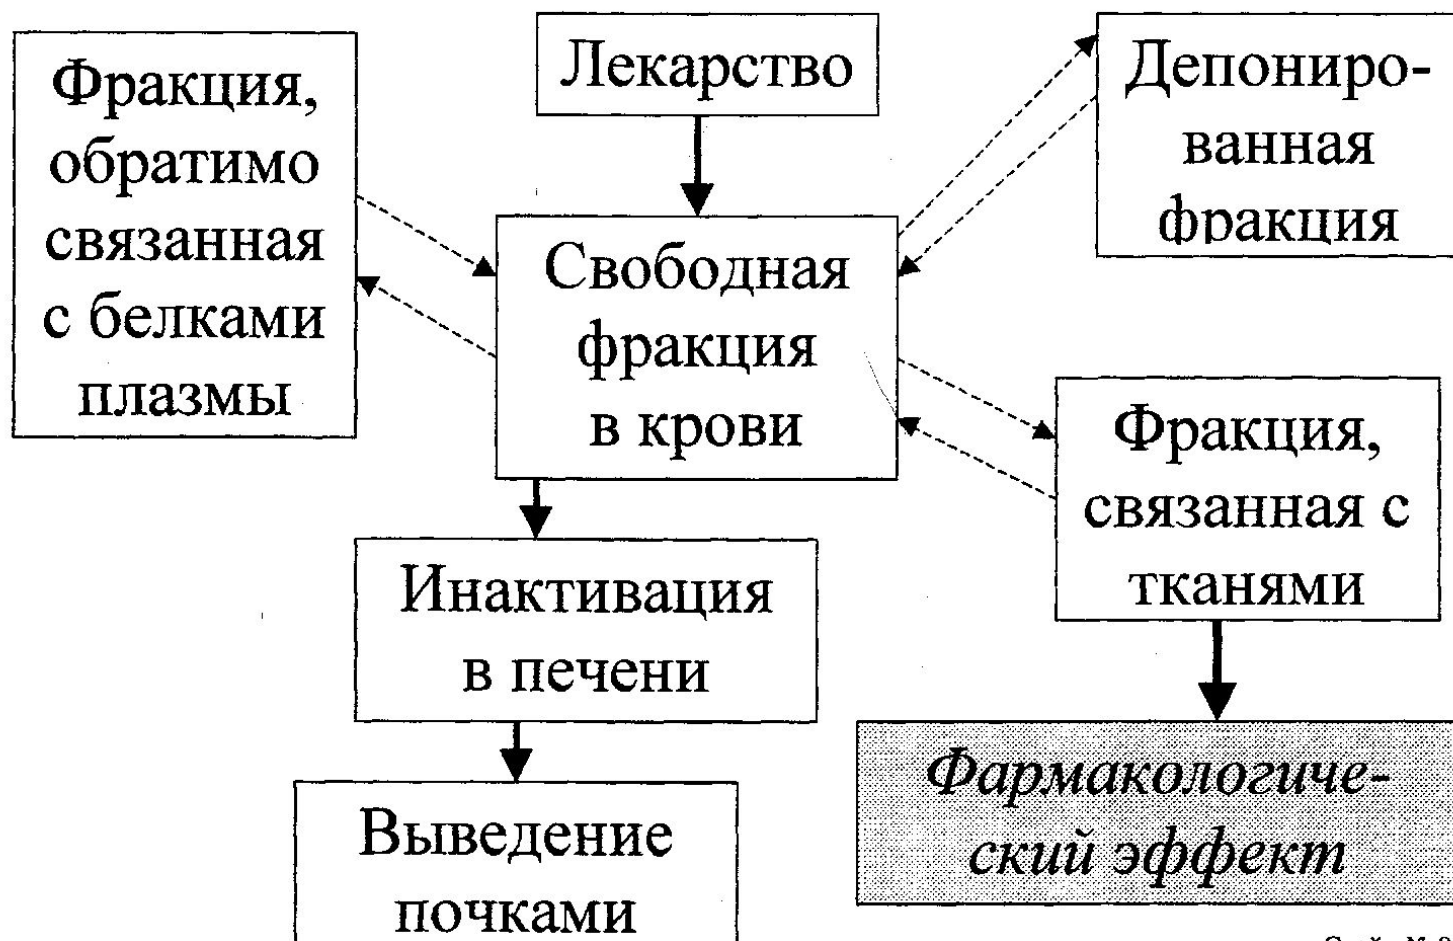 Лекарство
Фракция,
обратимо
связанная
с белками
плазмы
Депониро-
ванная
фракция
Свободная
фракция
в крови
Фракция,
связанная с
тканями
Инактивация
в печени
Фармакологиче-
ский эффект
Выведение
почками